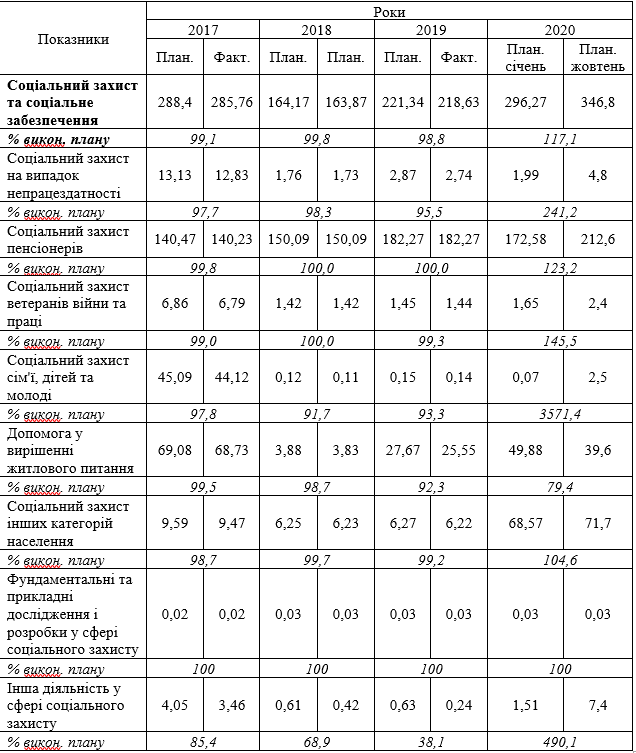 Показники
Роки
2017 2018 2019 2020
План. Факт. План. План. План. Факт. План. січень План. жовтень
Соціальний захист
та соціальне
забезпечення
288,4 285,76 164,17 163,87 221,34 218,63 296,27 346,8
% викон, плану 99,1 99,8 98,8 117,1
Соціальний захист
на випадок
непрацездатності
13,13 12,83 1,76 1,73 2,87 2,74 1,99 4,8
% викон. плану 97,7 98,3 95,5 241,2
Соціальний захист
пенсіонерів
140,47 140,23 150,09 150,09 182,27 182,27 172,58 212,6
% викон. плану 99,8 100,0 100,0 123,2
Соціальний захист
ветеранів війни та
праці
6,86 6,79 1,42 1,42 1,45 1,44 1,65 2,4
% викон. плану 99,0 100,0 99,3 145,5
Соціальний захист
сім'ї, дітей та
молоді
45,09 44,12 0,12 0,11 0,15 0,14 0,07 2,5
% викон. плану 97,8 91,7 93,3 3571,4
Допомога у
вирішенні
житлового питання
69,08 68,73 3,88 3,83 27,67 25,55 49,88 39,6
% викон. плану 99,5 98,7 92,3 79,4
Соціальний захист
інших категорій
населення
9,59 9,47 6,25 6,23 6,27 6,22 68,57 71,7
% викон. плану 98,7 99,7 99,2 104,6
Фундаментальні та
прикладні
дослідження і
розробки у сфері
соціального захисту
0,02 0,02 0,03 0,03 0,03 0,03 0,03 0,03
% викон. плану 100 100 100 100
Інша діяльність у
сфері соціального
захисту
4,05 3,46 0,61 0,42 0,63 0,24 1,51 7,4
% викон. плану 85,4 68,9 38,1 490,1